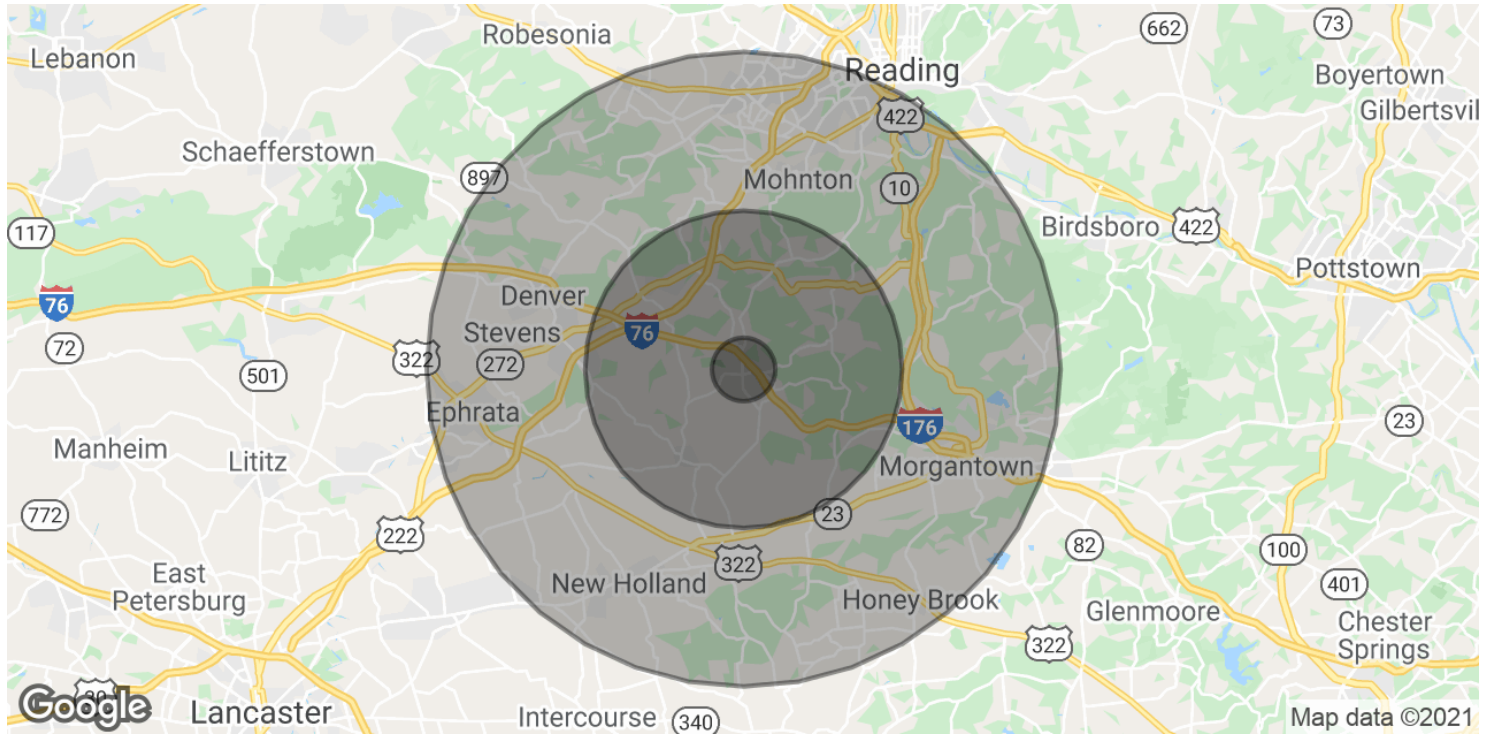 662
73
Robesonia
Lebanon
Reading
Boyertown
Gilbertsvil
422
Schaefferstown
897
Mohnton
10
117
Birdsboro
422
Pottstown
76
Denver
76
Stevens
72
322
272
501
Ephrata
23
176
Manheim
Lititz
Morgantown
772
23
222
322
82
100
East
Petersburg
New Holland
Honey Brook
401
Glenmoore
Chester
Springs
322
30
Google
Lancaster
Intercourse
340
Map data ©2021